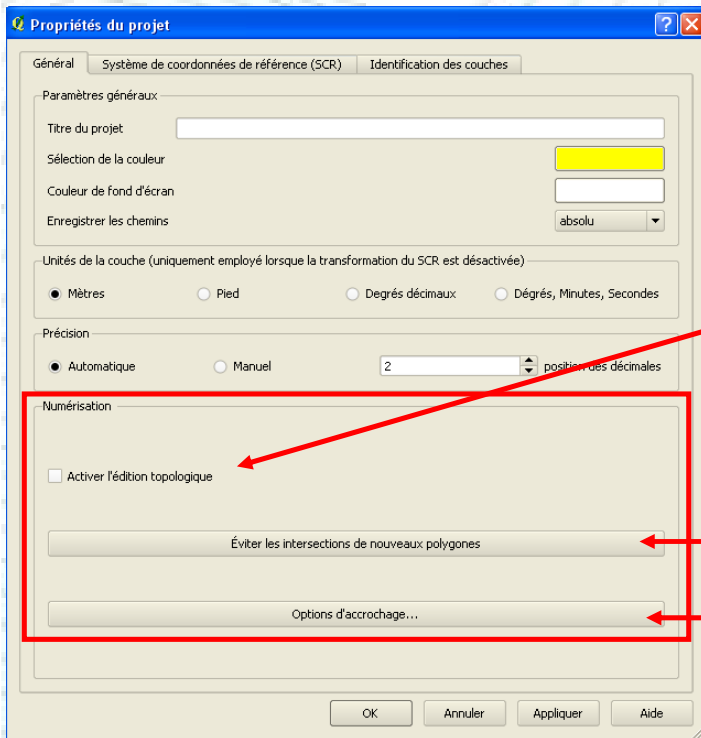 Propriétés du projet
Général Système de coordonnées de référence (SCR) Identification des couches
Paramètres généraux
Titre du projet
Sélection de la couleur
Couleur de fond d'écran
Enregistrer les chemins absolu
Unités de la couche (uniquement employé lorsque la transformation du SCR est désactivée)
Mètres Pied Degrés décimaux Dégrés, Minutes, Secondes
Précision
Automatique Manuel 2 position des décimales
Numérisation
Activer l'édition topologique
Éviter les intersections de nouveaux polygones
Options d'accrochage...
OK Annuler Appliquer Aide